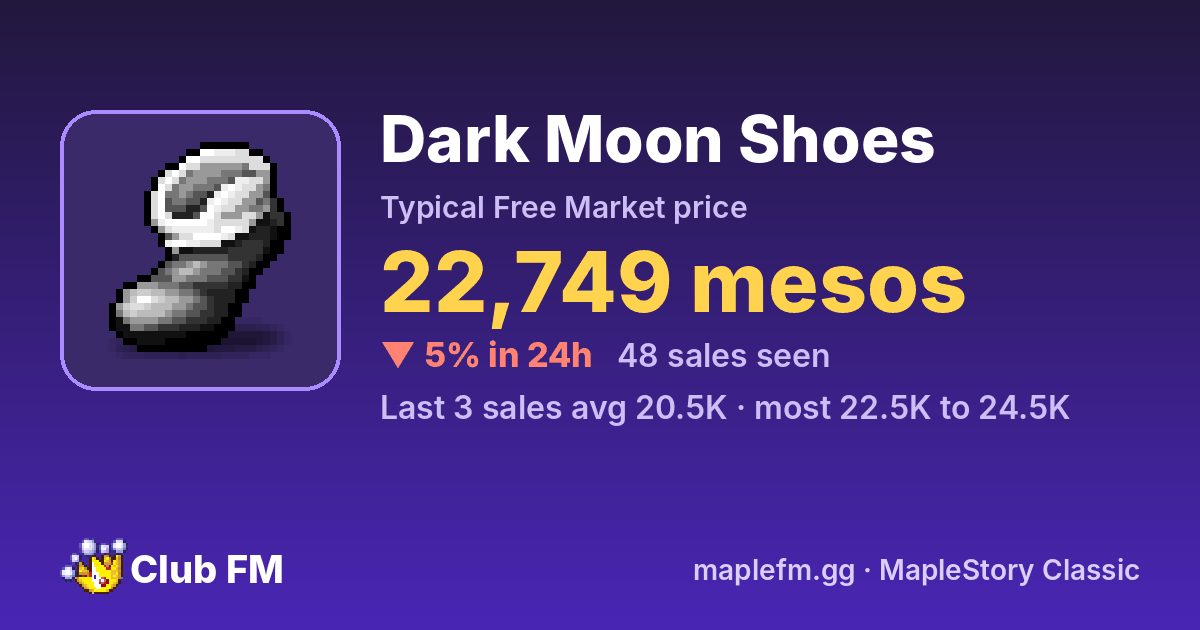 Dark Moon Shoes
Typical Free Market price
22,749 mesos
▼ 5% in 24h 48 sales seen
Last 3 sales avg 20.5K · most 22.5K to 24.5K
Club FM
maplefm.gg · MapleStory Classic